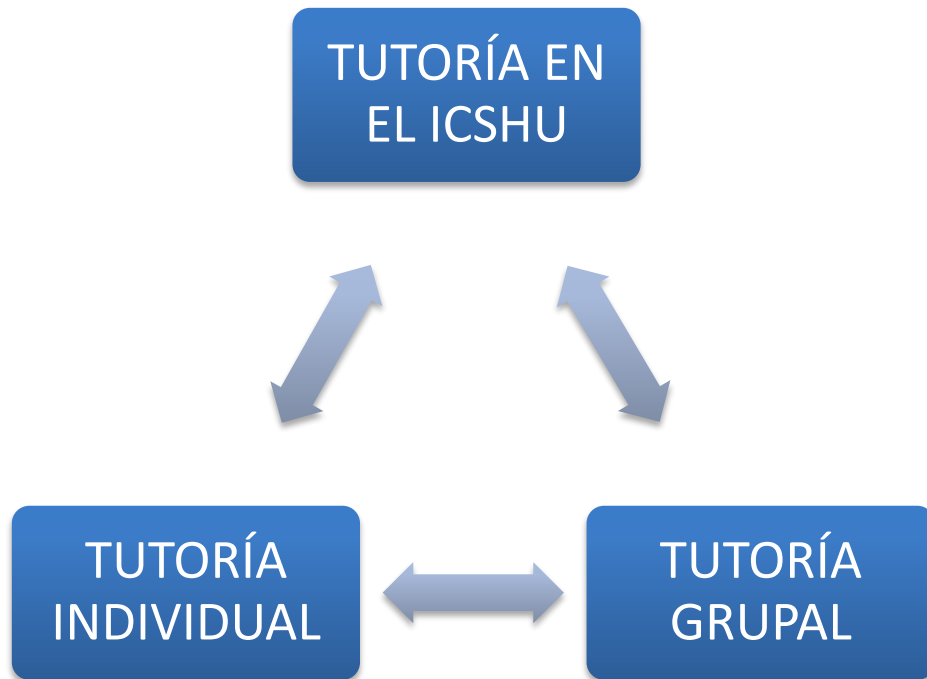 TUTORÍA EN
EL ICSHU
TUTORÍA
INDIVIDUAL
TUTORÍA
GRUPAL